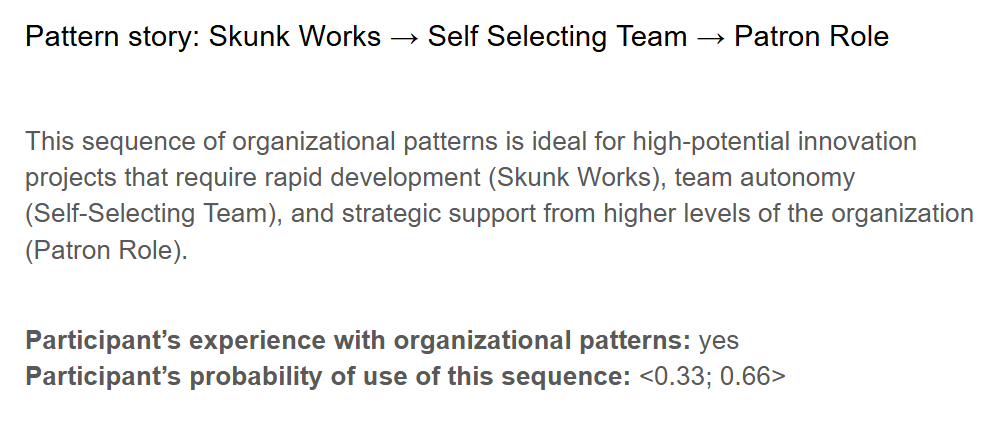 Pattern story: Skunk Works → Self Selecting Team → Patron Role
This sequence of organizational patterns is ideal for high-potential innovation
projects that require rapid development (Skunk Works), team autonomy
(Self-Selecting Team), and strategic support from higher levels of the organization
(Patron Role).
Participant’s experience with organizational patterns: yes
Participant’s probability of use of this sequence: <0.33; 0.66>